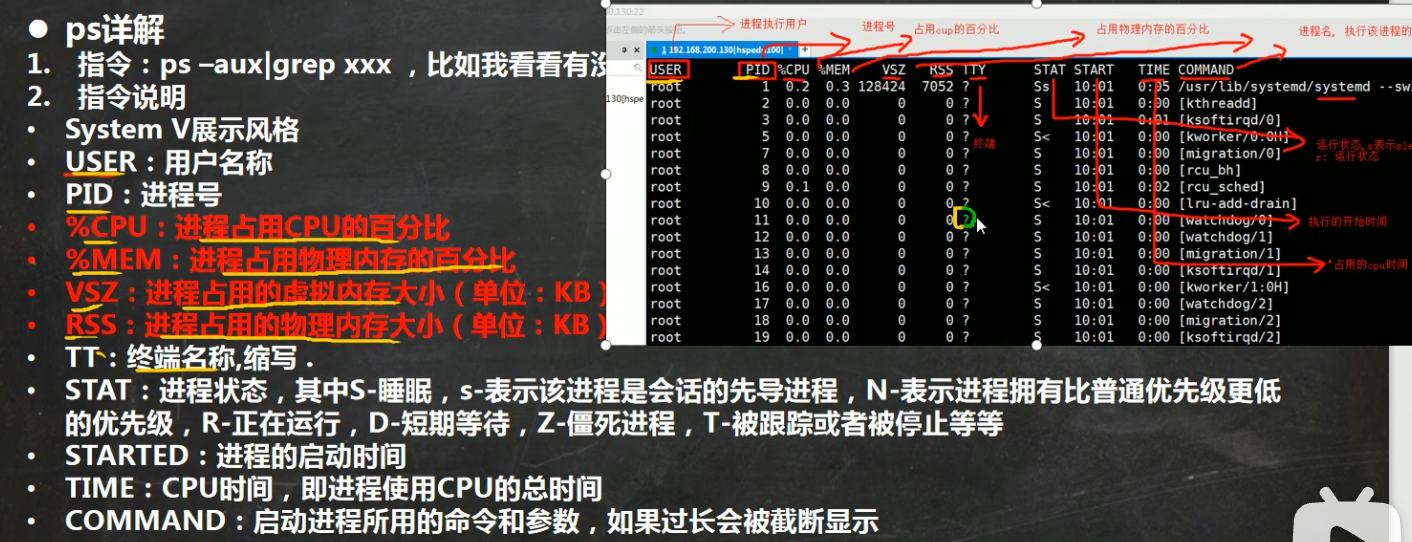 ps详解
1. 指令：ps –aux|grep xxx ，比如我看看有没
2. 指令说明
• System V展示风格
• USER：用户名称
• PID：进程号
• %CPU：进程占用CPU的百分比
• %MEM：进程占用物理内存的百分比
• VSZ：进程占用的虚拟内存大小（单位：KB）
• RSS：进程占用的物理内存大小（单位：KB）
• TT：终端名称,缩写．
• STAT：进程状态，其中S-睡眠，s-表示该进程是会话的先导进程，N-表示进程拥有比普通优先级更低
的优先级，R-正在运行，D-短期等待，Z-僵死进程，T-被跟踪或者被停止等等
• STARTED：进程的启动时间
• TIME：CPU时间，即进程使用CPU的总时间
• COMMAND：启动进程所用的命令和参数，如果过长会被截断显示
00.130:22
进程执行用户
进程号
占用cup的百分比
占用物理内存的百分比
进程名, 执行该进程的
1 192.168.200.130[hspedu100]
130[hspe
USER PID %CPU %MEM VSZ RSS TTY STAT START TIME COMMAND
root 1 0.2 0.3 128424 7052 ? Ss 10:01 0:05 /usr/lib/systemd/systemd --swi
root 2 0.0 0.0 0 0 ? S 10:01 0:00 [kthreadd]
root 3 0.0 0.0 0 0 ? S 10:01 0:01 [ksoftirqd/0]
root 5 0.0 0.0 0 0 ? S< 10:01 0:00 [kworker/0:0H]
root 7 0.0 0.0 0 0 ? S 10:01 0:00 [migration/0]
root 8 0.0 0.0 0 0 ? S 10:01 0:00 [rcu_bh]
root 9 0.1 0.0 0 0 ? S 10:01 0:02 [rcu_sched]
root 10 0.0 0.0 0 0 ? S< 10:01 0:00 [lru-add-drain]
root 11 0.0 0.0 0 0 ? S 10:01 0:00 [watchdog/0]
root 12 0.0 0.0 0 0 ? S 10:01 0:00 [watchdog/1]
root 13 0.0 0.0 0 0 ? S 10:01 0:00 [migration/1]
root 14 0.0 0.0 0 0 ? S 10:01 0:00 [ksoftirqd/1]
root 16 0.0 0.0 0 0 ? S< 10:01 0:00 [kworker/1:0H]
root 17 0.0 0.0 0 0 ? S 10:01 0:00 [watchdog/2]
root 18 0.0 0.0 0 0 ? S 10:01 0:00 [migration/2]
root 19 0.0 0.0 0 0 ? S 10:01 0:00 [ksoftirqd/2]
终端
运行状态,s表示sle
r: 运行状态
执行的开始时间
占用的cpu时间